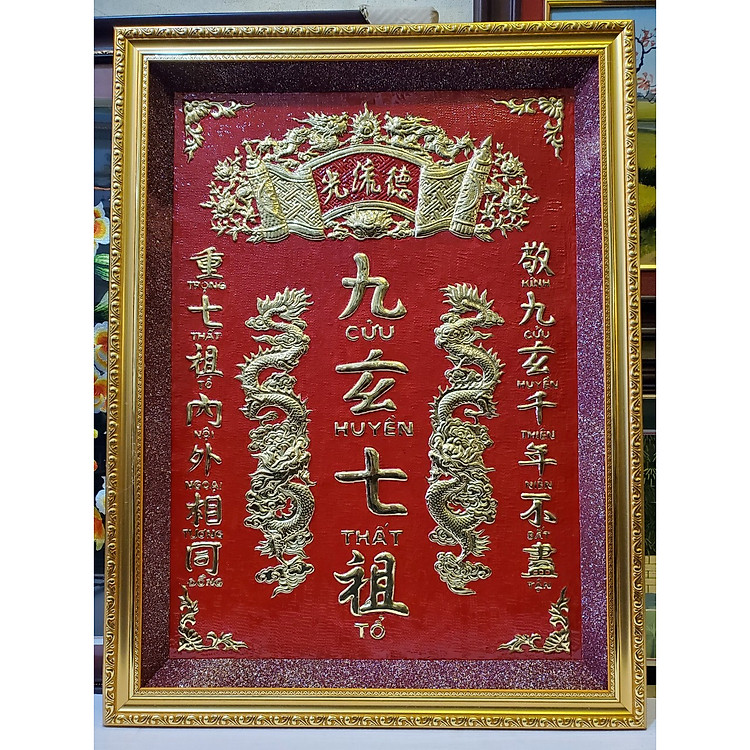 德流光
九
CỬU
玄
HUYỀN
七
THẤT
祖
TỔ
敬
KÍNH
九
CỬU
玄
HUYỀN
千
THIÊN
年
NIÊN
不
BẤT
盡
TẬN
重
TRỌNG
七
THẤT
祖
TỔ
內
NỘI
外
NGOẠI
相
TƯƠNG
同
ĐỒNG